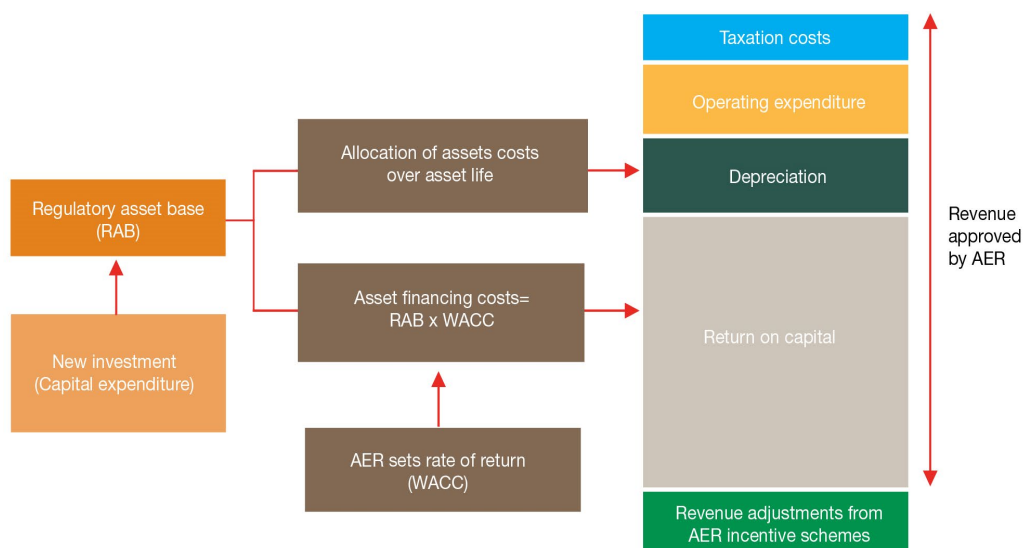 Taxation costs
Operating expenditure
Allocation of assets costs
over asset life
Depreciation
Regulatory asset base
(RAB)
Revenue
approved
by AER
Asset financing costs=
RAB x WACC
Return on capital
New investment
(Capital expenditure)
AER sets rate of return
(WACC)
Revenue adjustments from
AER incentive schemes